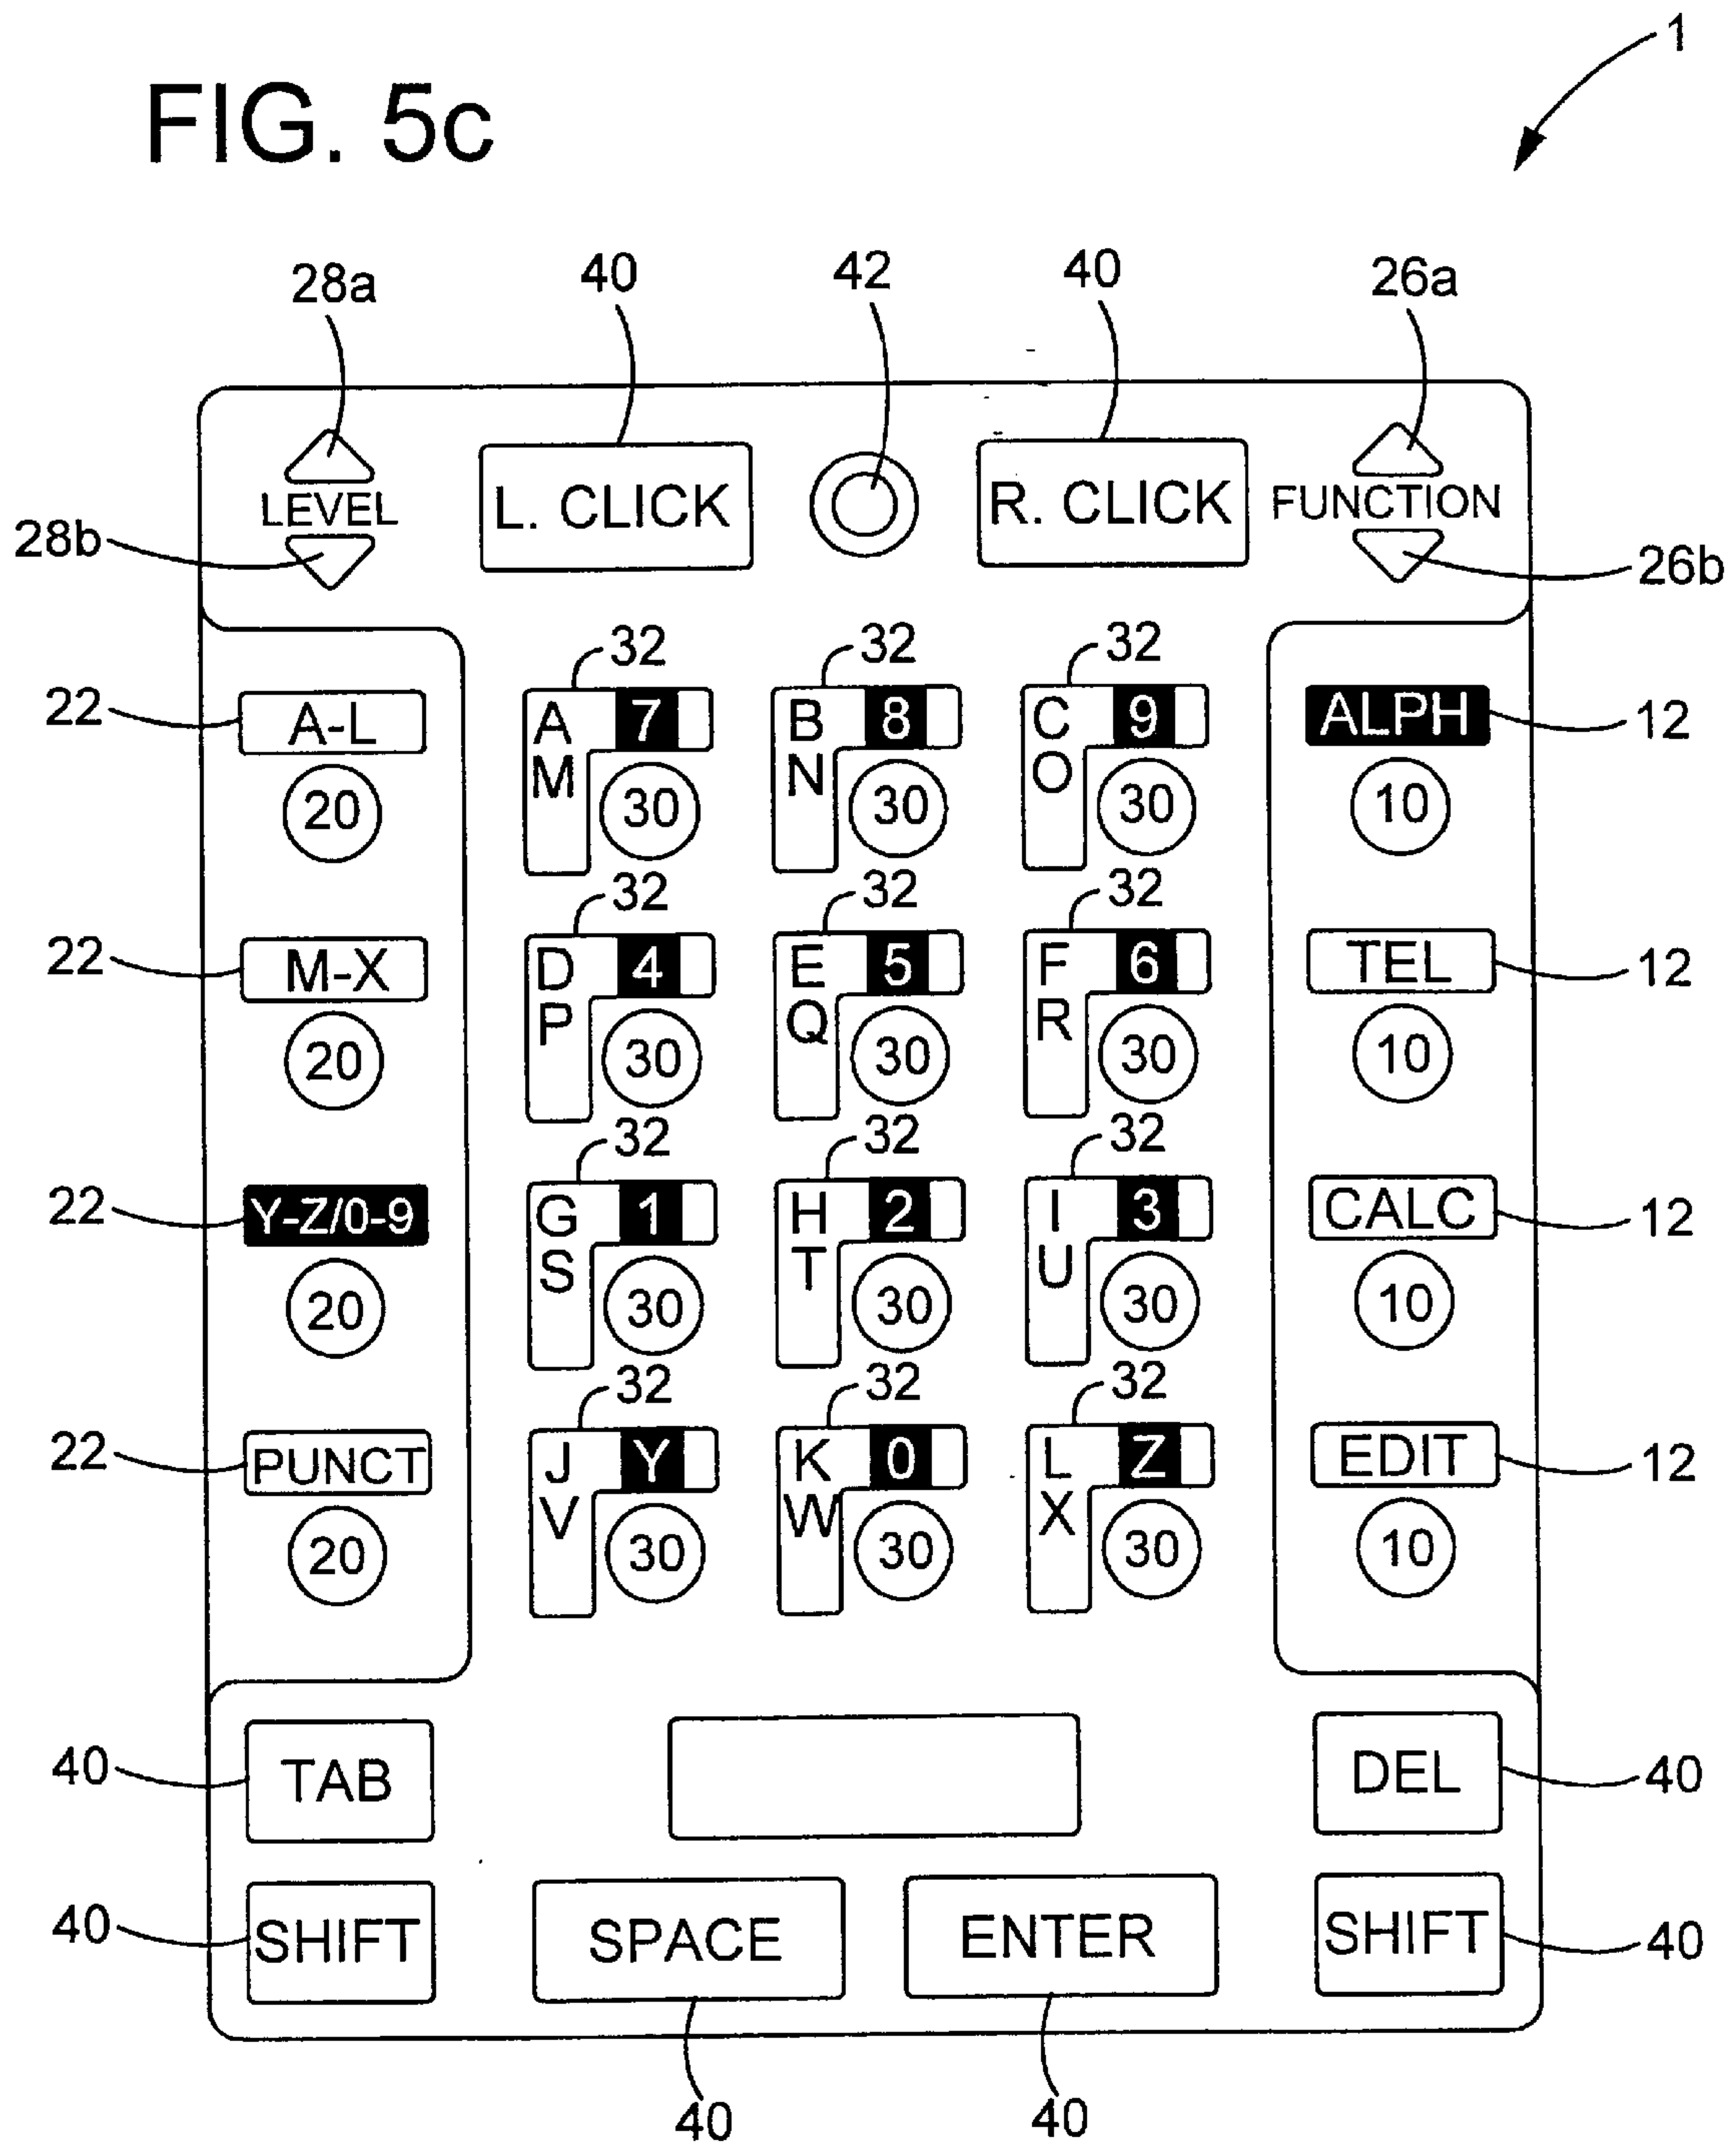 1
FIG. 5c
28a 40 42 40 26a
LEVEL L. CLICK R. CLICK FUNCTION
28b 26b
32 32 32
22 A-L A 7 B 8 C 9 ALPH 12
M N O
20 30 30 30 10
32 32 32
22 M-X D 4 E 5 F 6 TEL 12
P Q R
20 30 30 30 10
32 32 32
22 Y-Z/0-9 G 1 H 2 I 3 CALC 12
S T U
20 30 30 30 10
32 32 32
22 PUNCT J Y K 0 L Z EDIT 12
V W X
20 30 30 30 10
40 TAB DEL 40
40 SHIFT SPACE ENTER SHIFT 40
40 40